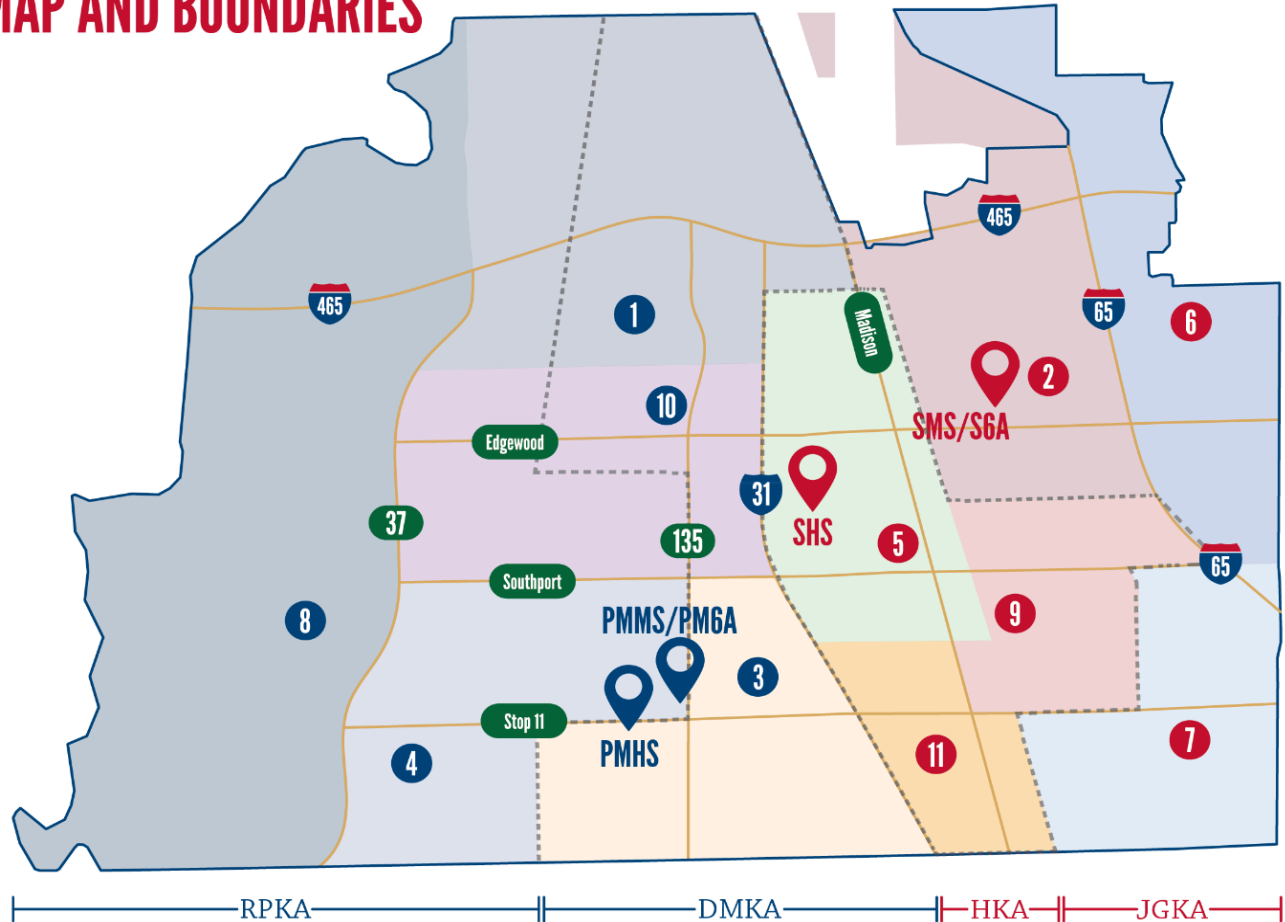 MAP AND BOUNDARIES
465
465
1
65
6
Madison
2
10
SMS/S6A
Edgewood
31
37
SHS
135
5
65
Southport
8
PMMS/PM6A
9
3
Stop 11
PMHS
4
11
7
RPKA
DMKA
HKA
JGKA